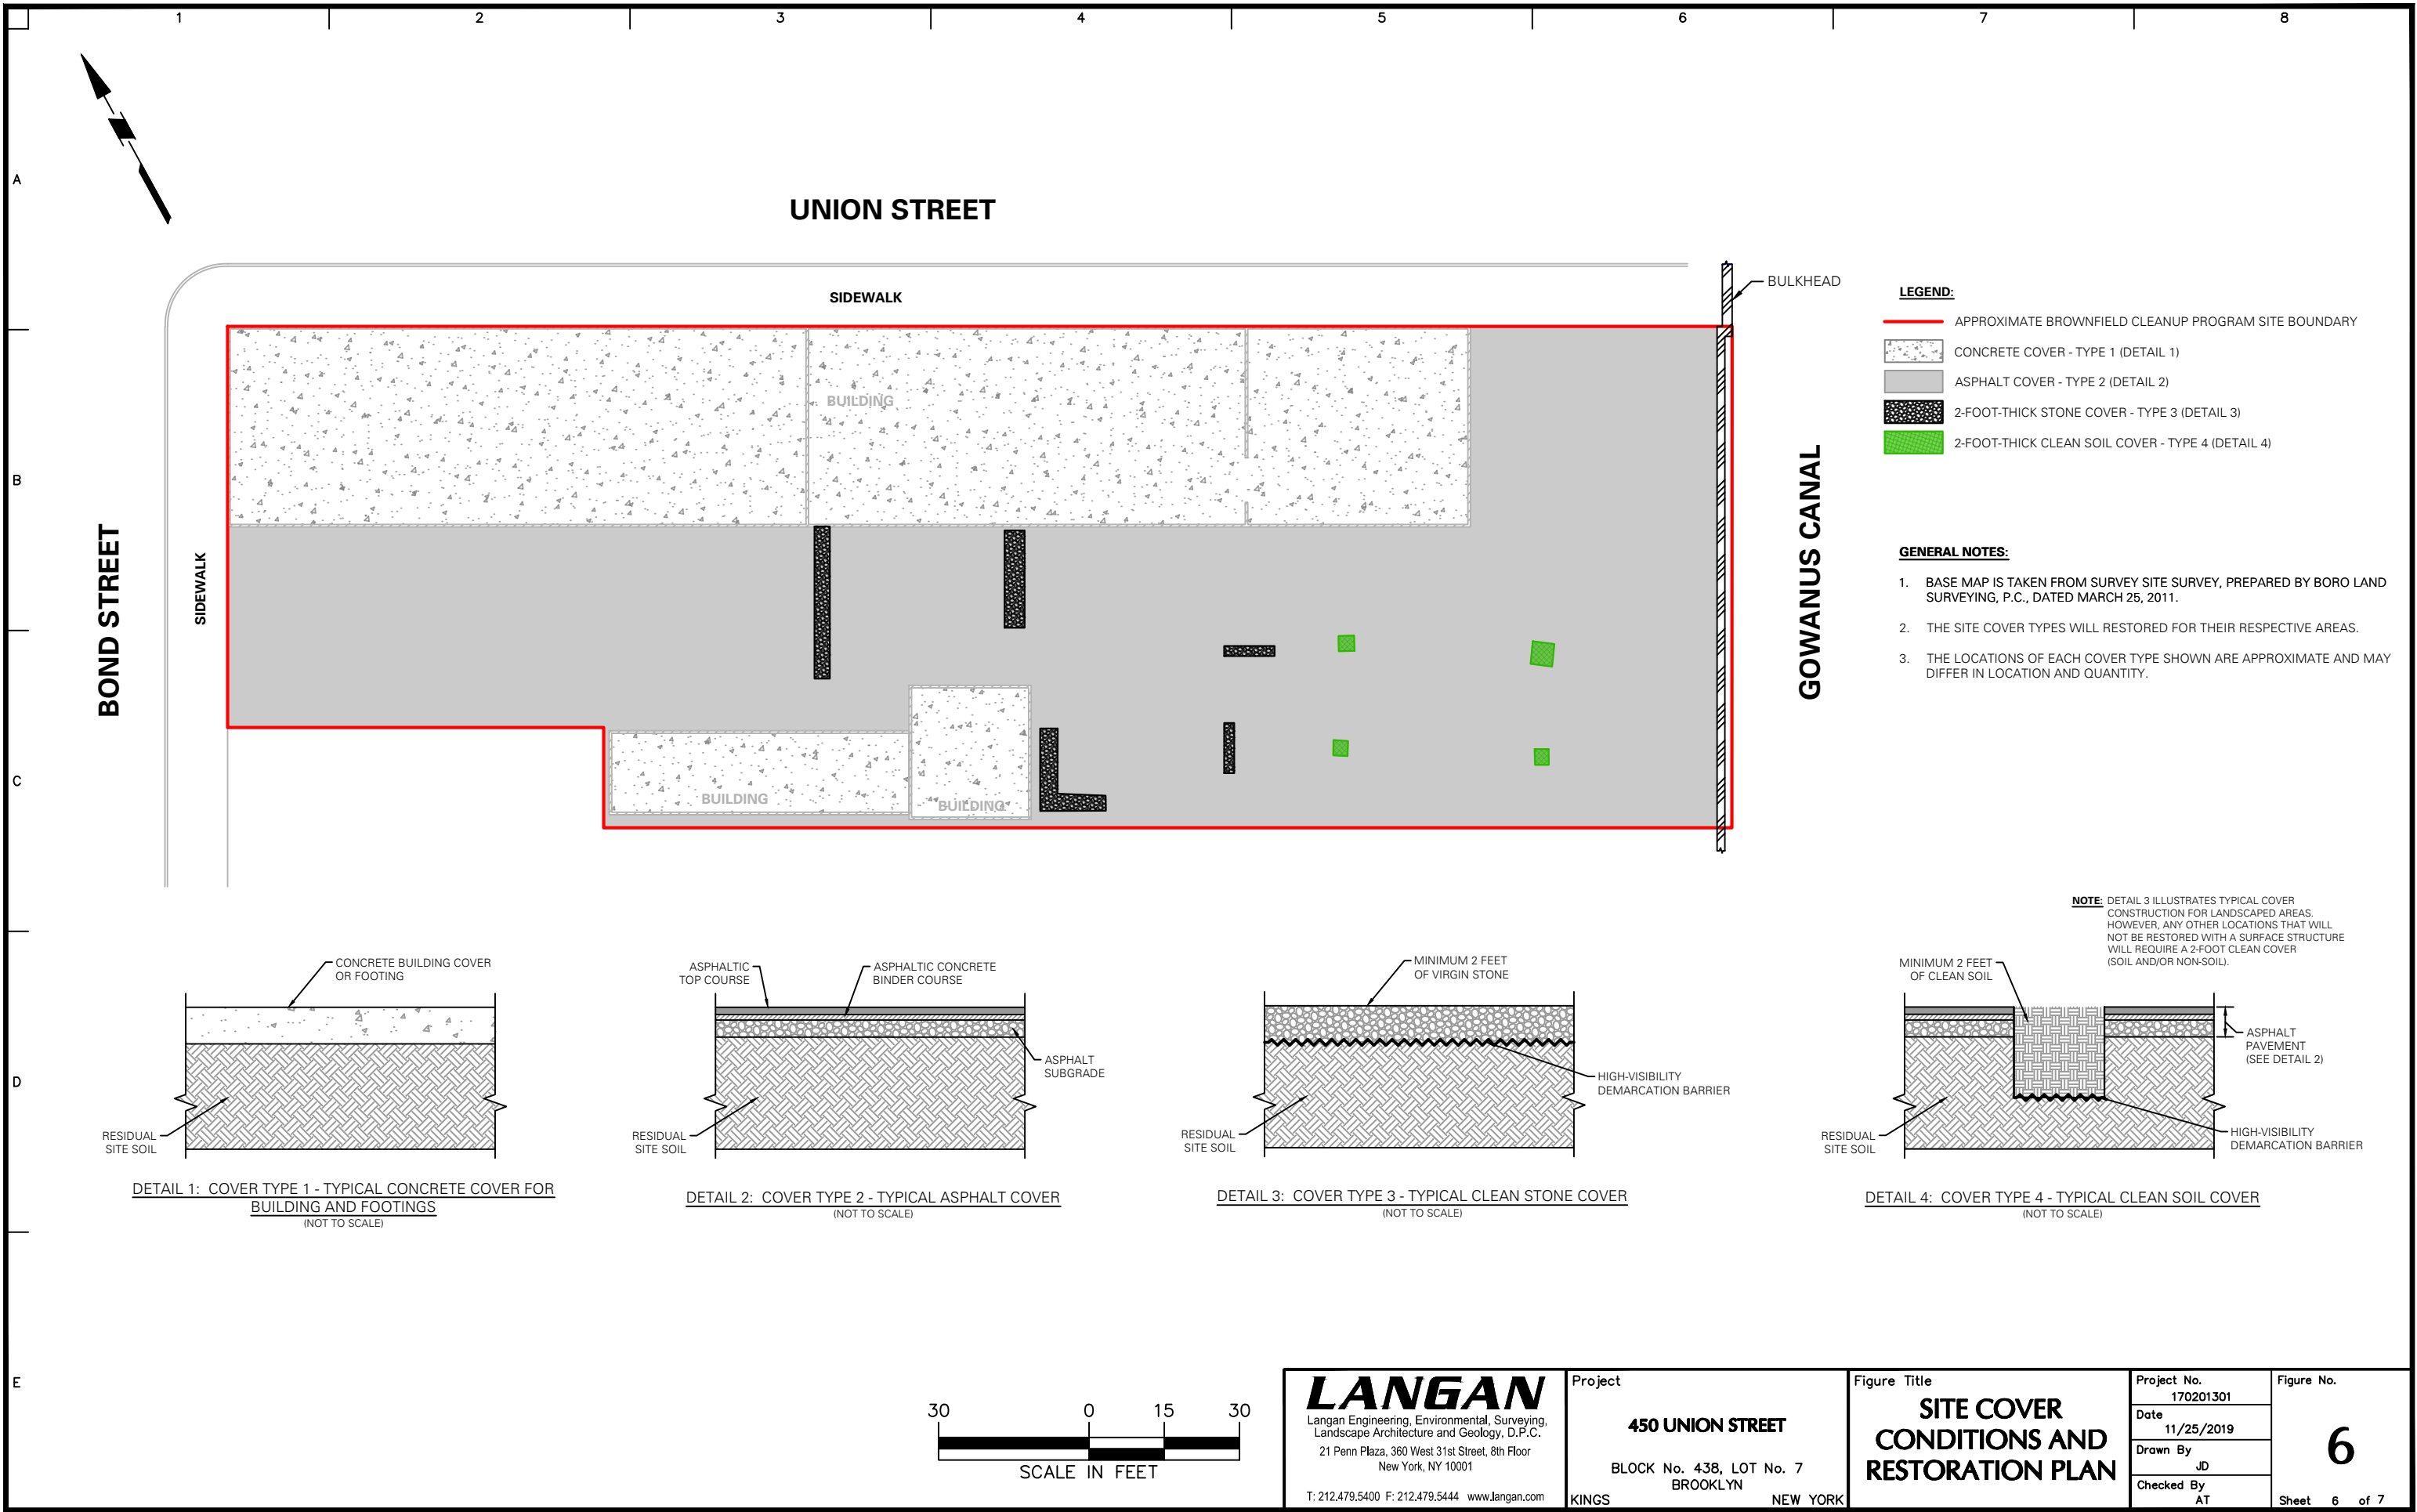 1 2 3 4 5 6 7 8
A
B
C
D
E
UNION STREET
SIDEWALK
BULKHEAD
BUILDING
BOND STREET
SIDEWALK
GOWANUS CANAL
BUILDING
BUILDING
LEGEND:
APPROXIMATE BROWNFIELD CLEANUP PROGRAM SITE BOUNDARY
CONCRETE COVER - TYPE 1 (DETAIL 1)
ASPHALT COVER - TYPE 2 (DETAIL 2)
2-FOOT-THICK STONE COVER - TYPE 3 (DETAIL 3)
2-FOOT-THICK CLEAN SOIL COVER - TYPE 4 (DETAIL 4)
GENERAL NOTES:
1. BASE MAP IS TAKEN FROM SURVEY SITE SURVEY, PREPARED BY BORO LAND
SURVEYING, P.C., DATED MARCH 25, 2011.
2. THE SITE COVER TYPES WILL RESTORED FOR THEIR RESPECTIVE AREAS.
3. THE LOCATIONS OF EACH COVER TYPE SHOWN ARE APPROXIMATE AND MAY
DIFFER IN LOCATION AND QUANTITY.
CONCRETE BUILDING COVER
OR FOOTING
RESIDUAL
SITE SOIL
DETAIL 1: COVER TYPE 1 - TYPICAL CONCRETE COVER FOR
BUILDING AND FOOTINGS
(NOT TO SCALE)
ASPHALTIC
TOP COURSE
ASPHALTIC CONCRETE
BINDER COURSE
ASPHALT
SUBGRADE
RESIDUAL
SITE SOIL
DETAIL 2: COVER TYPE 2 - TYPICAL ASPHALT COVER
(NOT TO SCALE)
MINIMUM 2 FEET
OF VIRGIN STONE
HIGH-VISIBILITY
DEMARCATION BARRIER
RESIDUAL
SITE SOIL
DETAIL 3: COVER TYPE 3 - TYPICAL CLEAN STONE COVER
(NOT TO SCALE)
NOTE: DETAIL 3 ILLUSTRATES TYPICAL COVER
CONSTRUCTION FOR LANDSCAPED AREAS.
HOWEVER, ANY OTHER LOCATIONS THAT WILL
NOT BE RESTORED WITH A SURFACE STRUCTURE
WILL REQUIRE A 2-FOOT CLEAN COVER
(SOIL AND/OR NON-SOIL).
MINIMUM 2 FEET
OF CLEAN SOIL
ASPHALT
PAVEMENT
(SEE DETAIL 2)
HIGH-VISIBILITY
DEMARCATION BARRIER
RESIDUAL
SITE SOIL
DETAIL 4: COVER TYPE 4 - TYPICAL CLEAN SOIL COVER
(NOT TO SCALE)
30 0 15 30
SCALE IN FEET
LANGAN
Langan Engineering, Environmental, Surveying,
Landscape Architecture and Geology, D.P.C.
21 Penn Plaza, 360 West 31st Street, 8th Floor
New York, NY 10001
T: 212.479.5400 F: 212.479.5444 www.langan.com
Project
450 UNION STREET
BLOCK No. 438, LOT No. 7
BROOKLYN
KINGS NEW YORK
Figure Title
SITE COVER
CONDITIONS AND
RESTORATION PLAN
Project No.
170201301
Date
11/25/2019
Drawn By
JD
Checked By
AT
Figure No.
6
Sheet 6 of 7